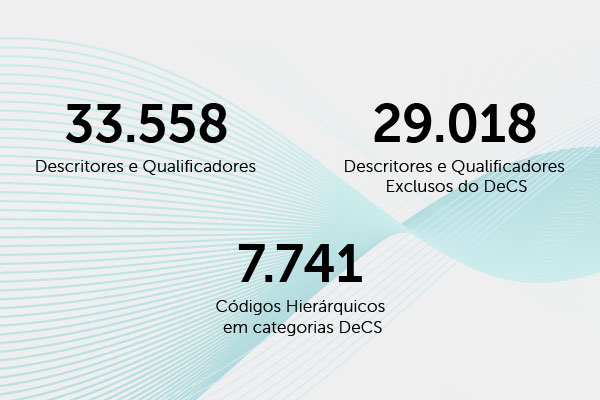 33.558
Descritores e Qualificadores
29.018
Descritores e Qualificadores
Exclusos do DeCS
7.741
Códigos Hierárquicos
em categorias DeCS